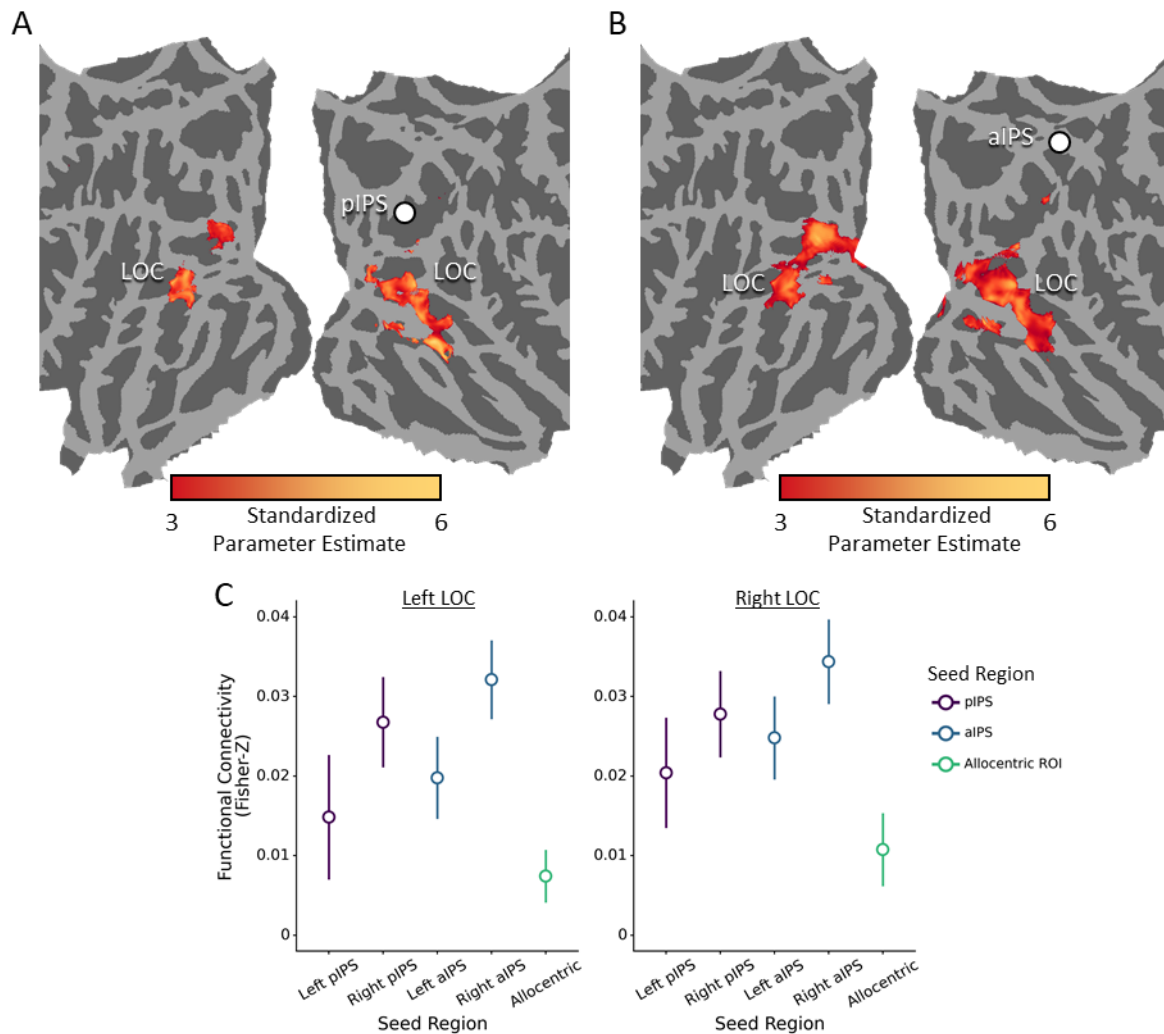 A
pIPS
LOC
LOC
3
6
Standardized
Parameter Estimate
B
aIPS
LOC
LOC
3
6
Standardized
Parameter Estimate
C
Left LOC
Functional Connectivity
(Fisher-Z)
0.04
0.03
0.02
0.01
0
Left pIPS
Right pIPS
Left aIPS
Right aIPS
Allocentric
Seed Region
Right LOC
0.04
0.03
0.02
0.01
0
Left pIPS
Right pIPS
Left aIPS
Right aIPS
Allocentric
Seed Region
Seed Region
pIPS
aIPS
Allocentric ROI